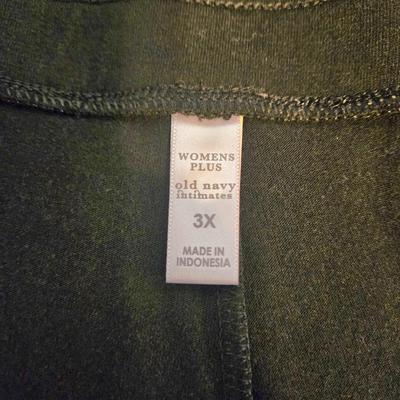 WOMENS
PLUS
old navy
intimates
3X
MADE IN
INDONESIA